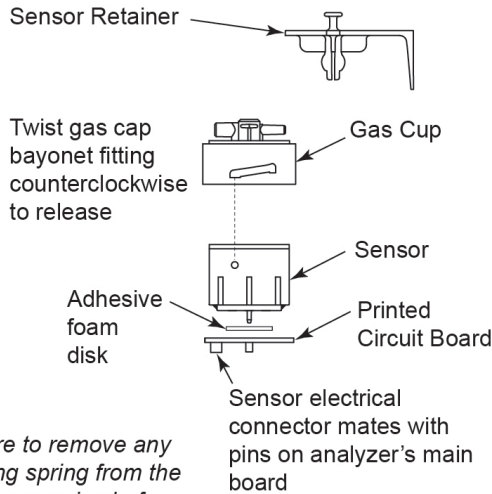 Sensor Retainer
Twist gas cap
bayonet fitting
counterclockwise
to release
Gas Cup
Sensor
Adhesive
foam
disk
Printed
Circuit Board
Sensor electrical
connector mates with
pins on analyzer's main
board
re to remove any
ng spring from the